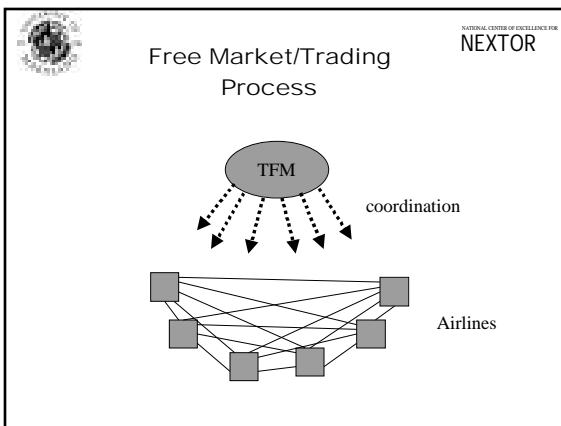 NATIONAL CENTER OF EXCELLENCE FOR
NEXTOR
Free Market/Trading
Process
TFM
coordination
Airlines